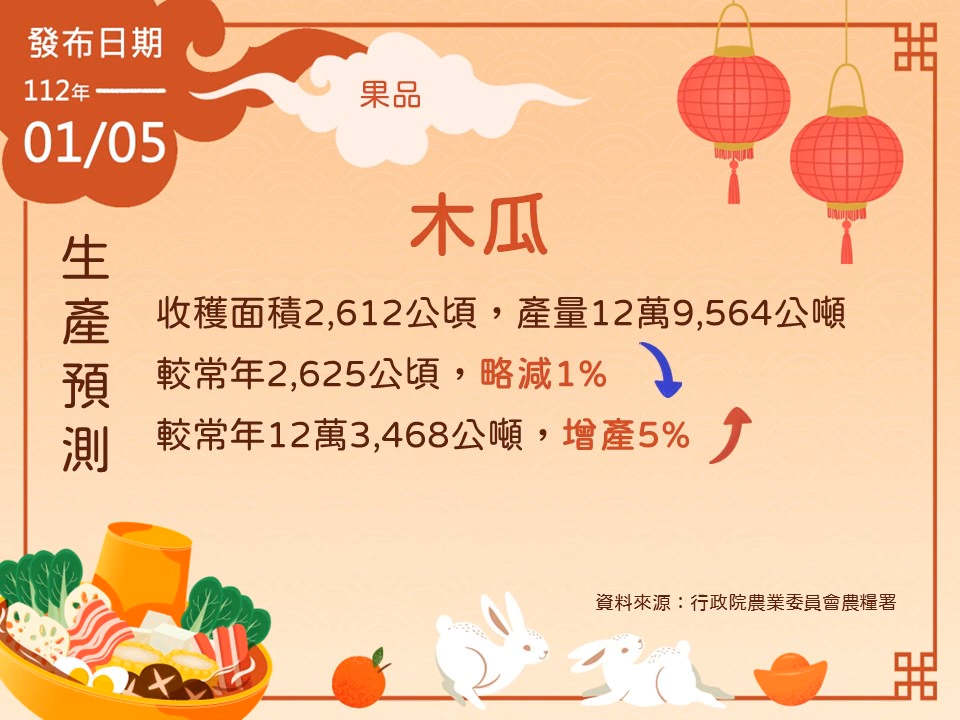 發布日期
112年
01/05
果品
木瓜
生產預測
收穫面積2,612公頃，產量12萬9,564公噸
較常年2,625公頃，略減1%
較常年12萬3,468公噸，增產5%
資料來源：行政院農業委員會農糧署